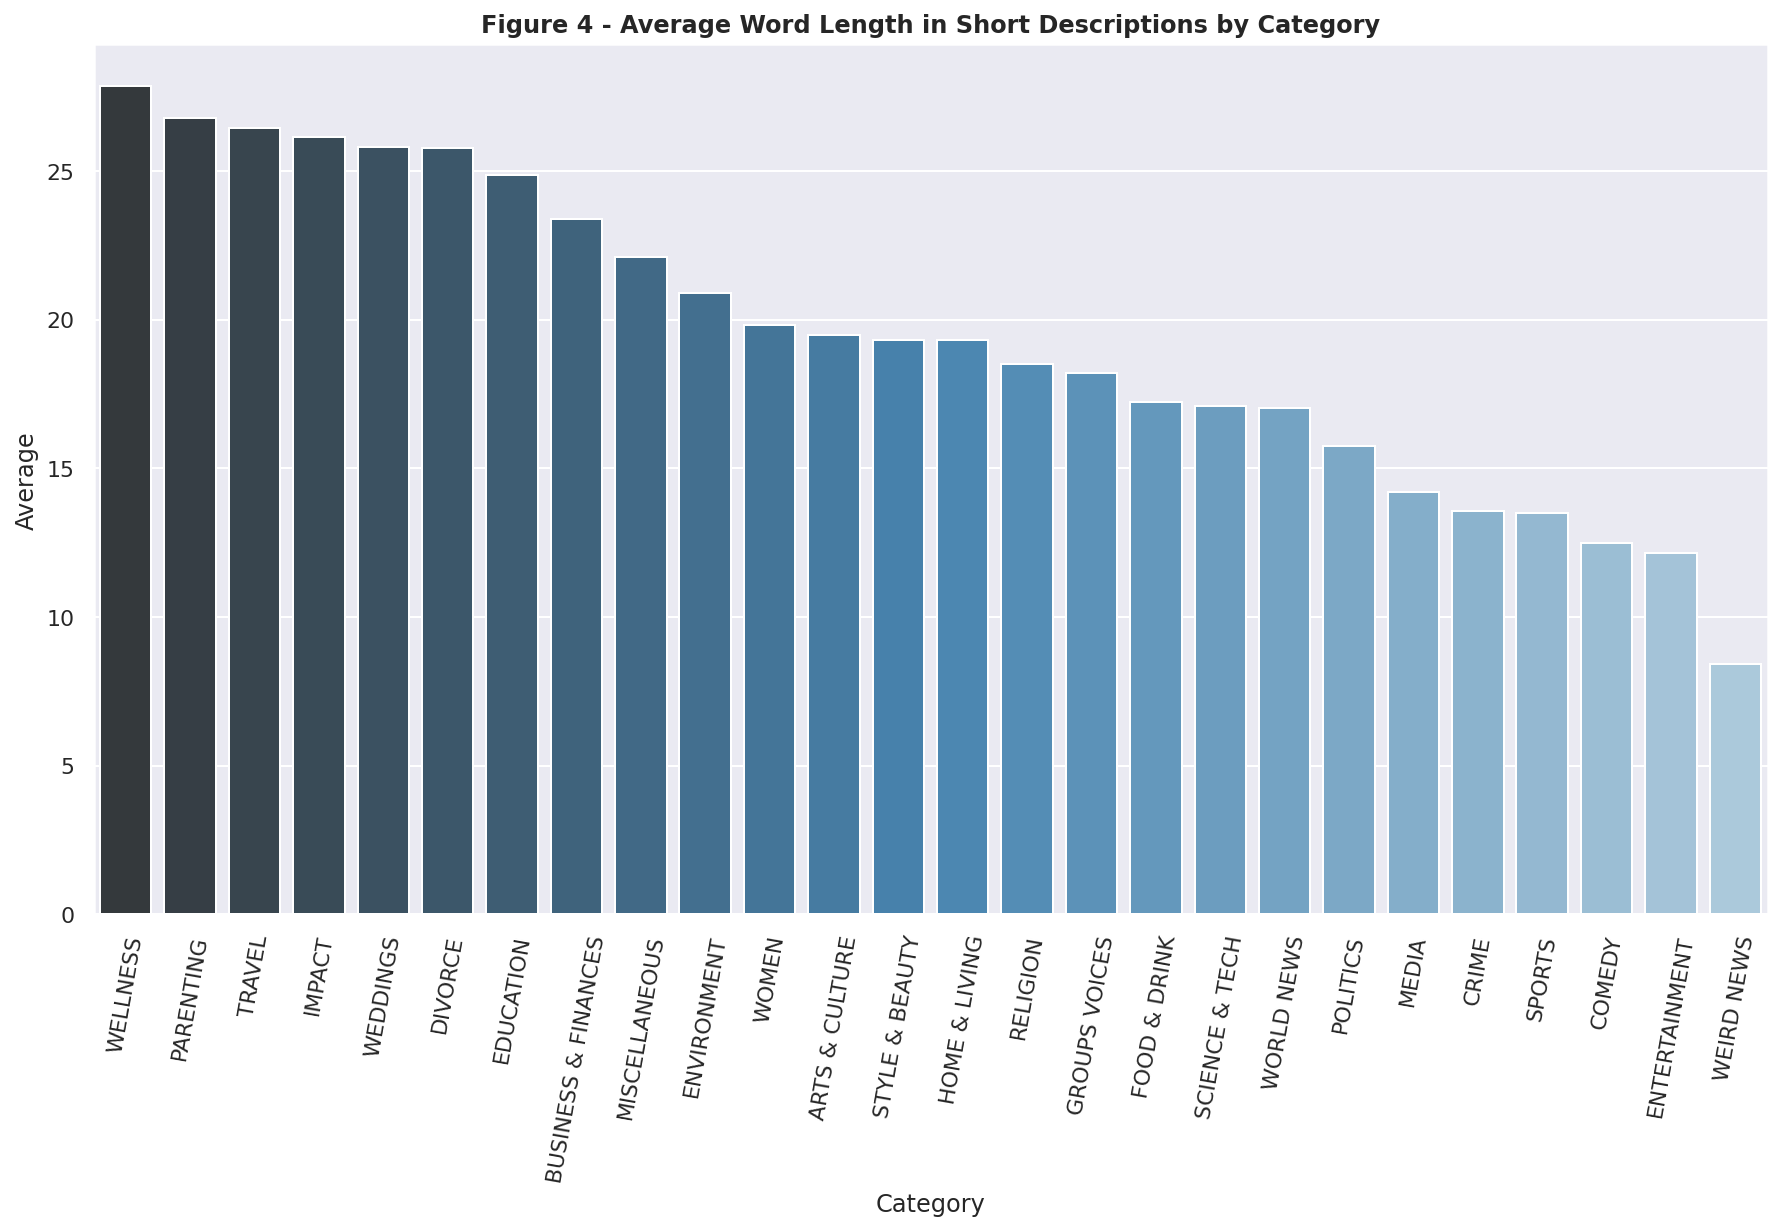 Figure 4 - Average Word Length in Short Descriptions by Category
Average
25
20
15
10
5
0
WELLNESS
PARENTING
TRAVEL
IMPACT
WEDDINGS
DIVORCE
EDUCATION
BUSINESS & FINANCES
MISCELLANEOUS
ENVIRONMENT
WOMEN
ARTS & CULTURE
STYLE & BEAUTY
HOME & LIVING
RELIGION
GROUPS VOICES
FOOD & DRINK
SCIENCE & TECH
WORLD NEWS
POLITICS
MEDIA
CRIME
SPORTS
COMEDY
ENTERTAINMENT
WEIRD NEWS
Category